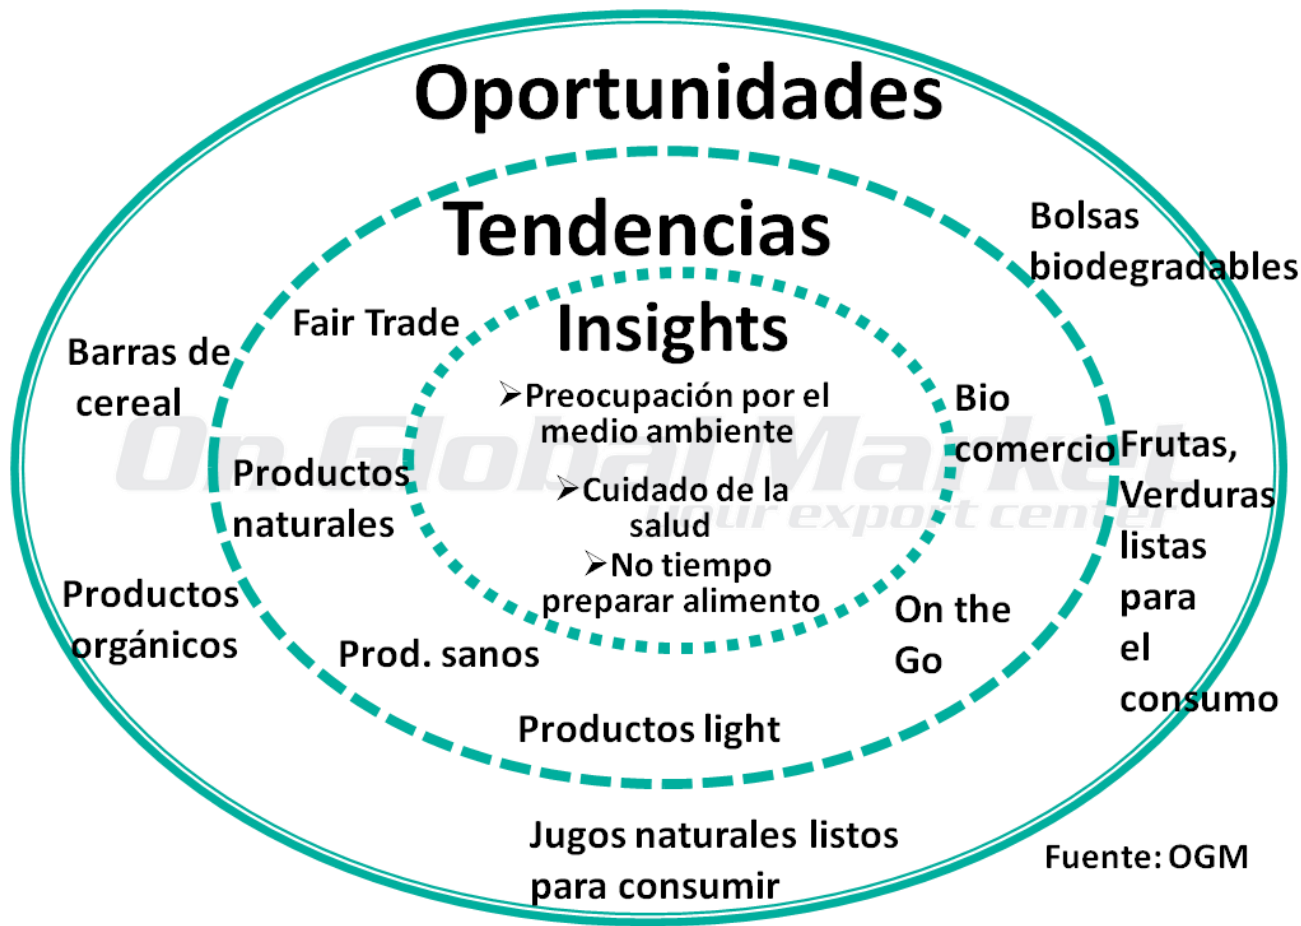 Oportunidades
Tendencias
Insights
➢Preocupación por el
medio ambiente
➢Cuidado de la
salud
➢No tiempo
preparar alimento
Fair Trade
Productos
naturales
Prod. sanos
Productos light
On the
Go
Bio
comercio
Barras de
cereal
Productos
orgánicos
Jugos naturales listos
para consumir
Bolsas
biodegradables
Frutas,
Verduras
listas
para
el
consumo
Fuente: OGM
On Global Market
your export center